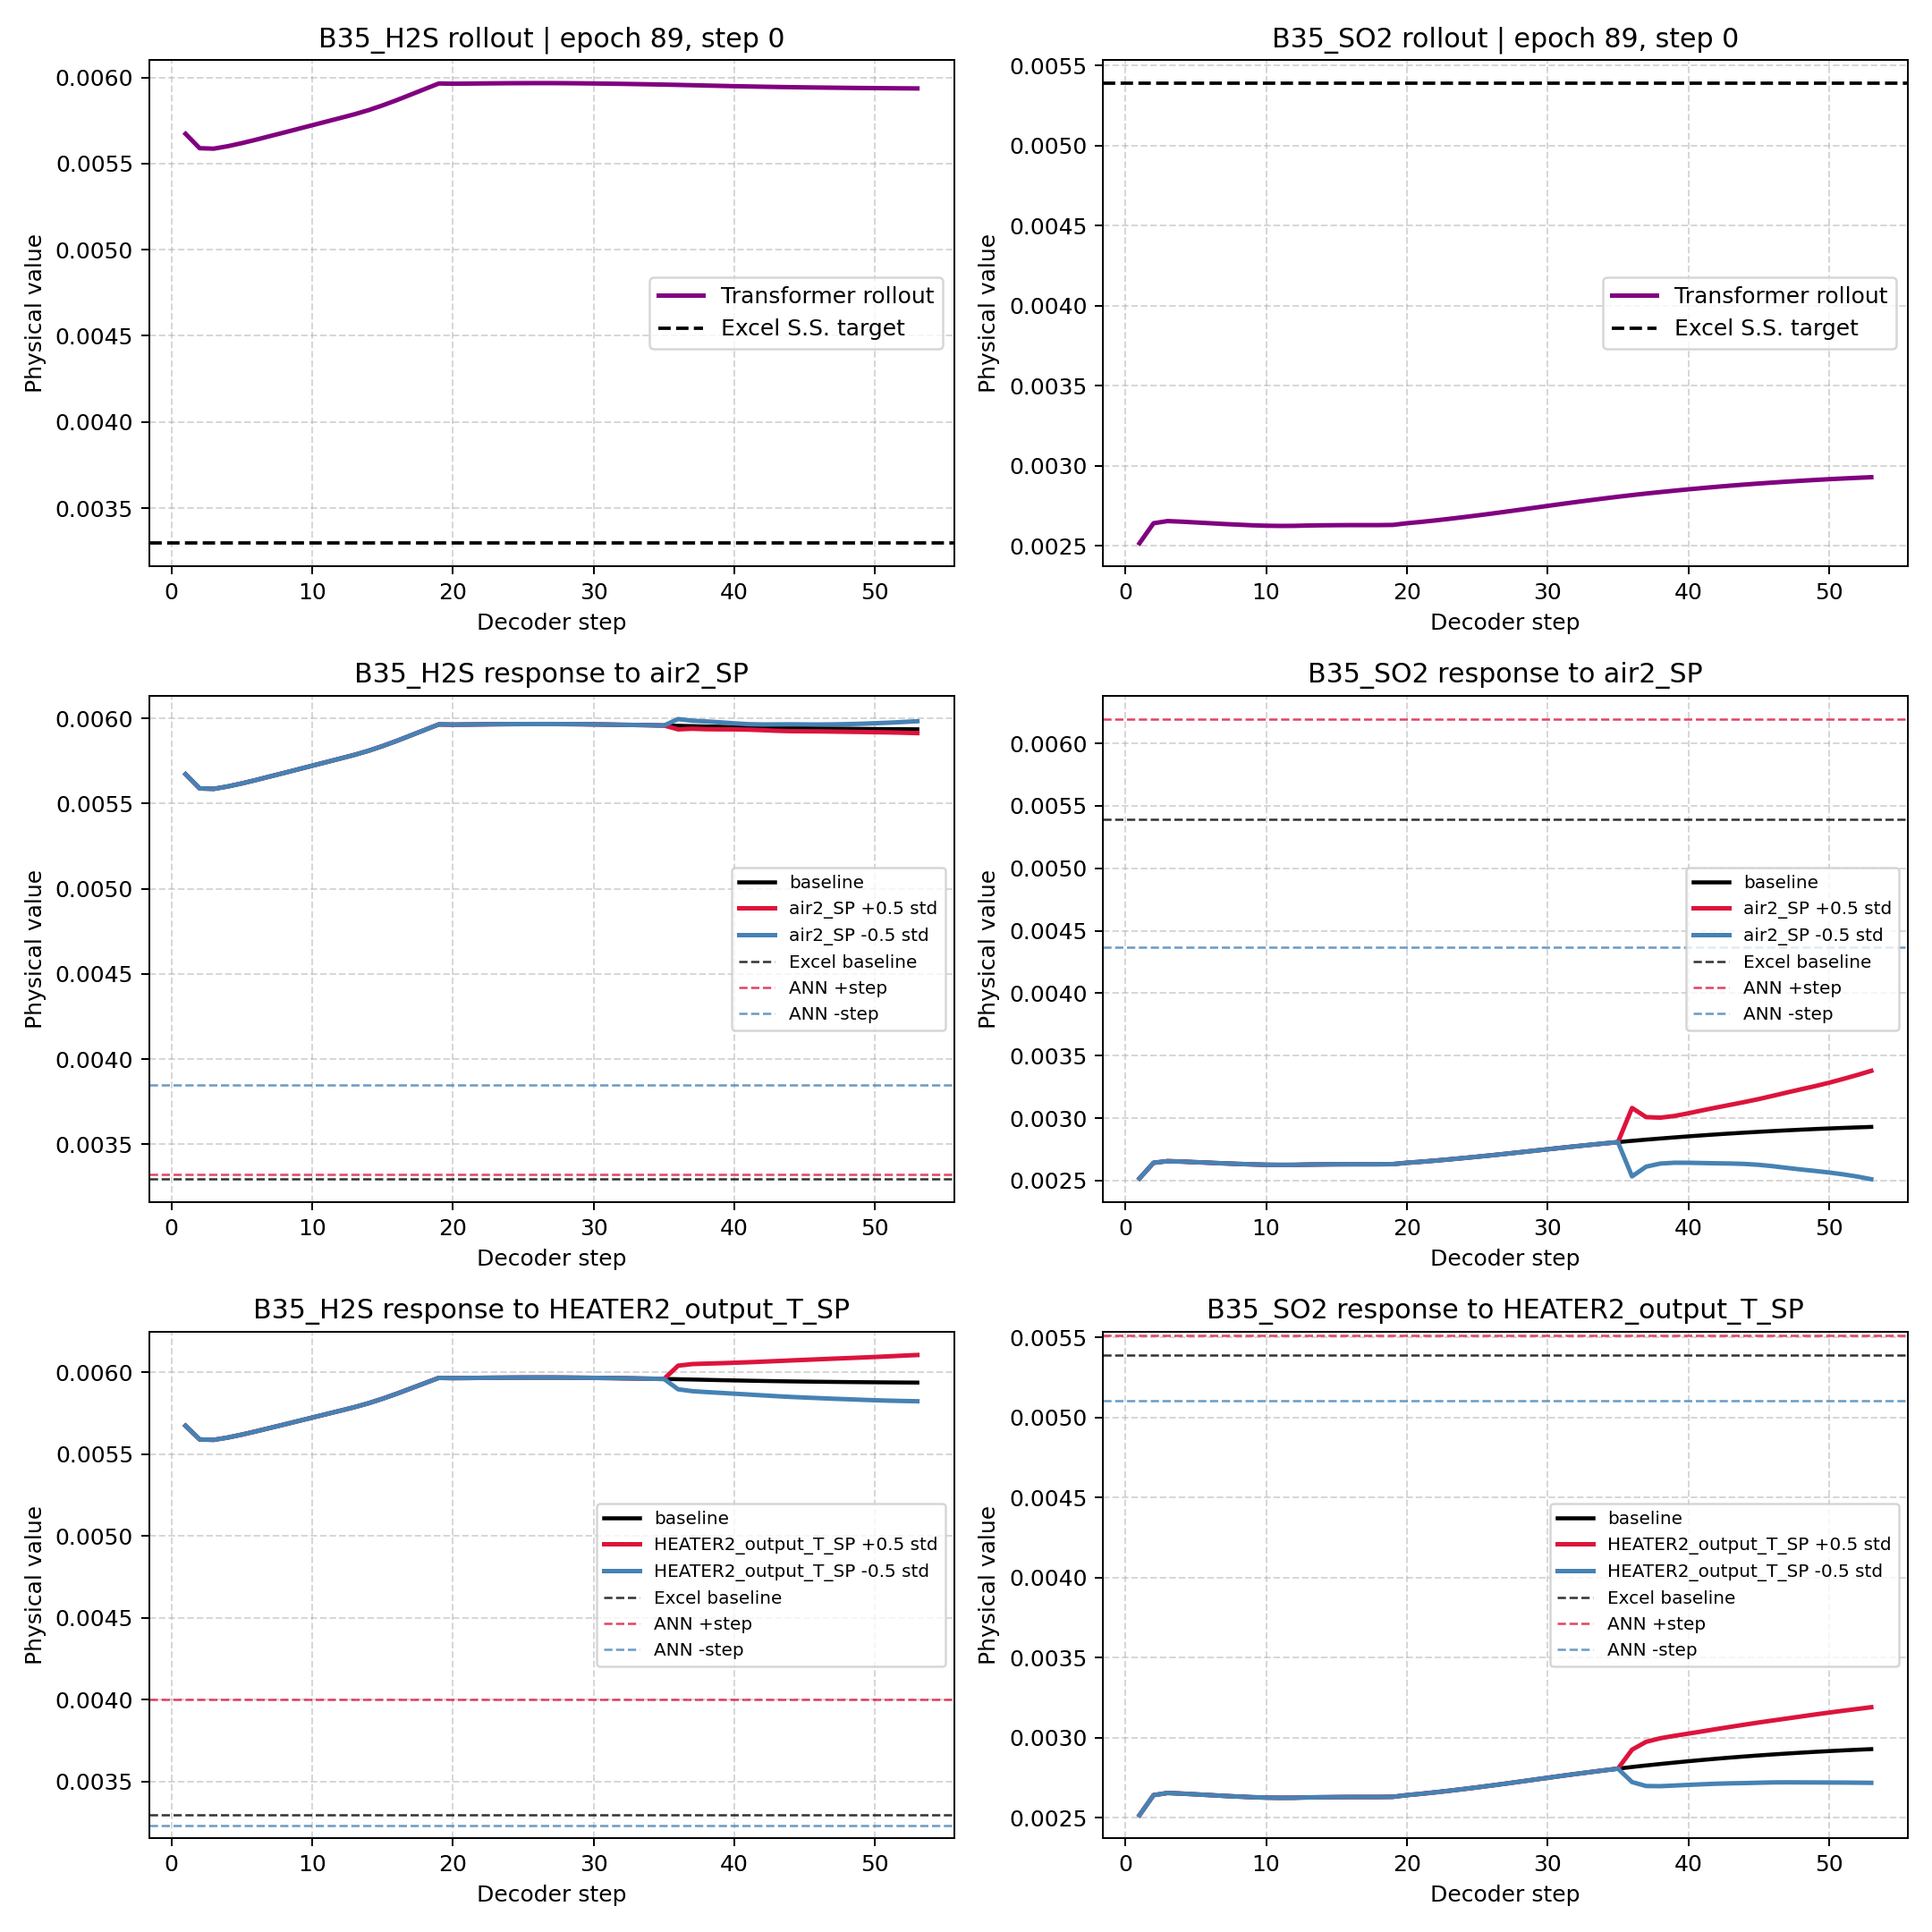 B35_H2S rollout | epoch 89, step 0
0.0060
0.0055
0.0050
0.0045
0.0040
0.0035
Physical value
Transformer rollout
Excel S.S. target
0 10 20 30 40 50
Decoder step
B35_SO2 rollout | epoch 89, step 0
0.0055
0.0050
0.0045
0.0040
0.0035
0.0030
0.0025
Physical value
Transformer rollout
Excel S.S. target
0 10 20 30 40 50
Decoder step
B35_H2S response to air2_SP
0.0060
0.0055
0.0050
0.0045
0.0040
0.0035
Physical value
baseline
air2_SP +0.5 std
air2_SP -0.5 std
Excel baseline
ANN +step
ANN -step
0 10 20 30 40 50
Decoder step
B35_SO2 response to air2_SP
0.0060
0.0055
0.0050
0.0045
0.0040
0.0035
0.0030
0.0025
Physical value
baseline
air2_SP +0.5 std
air2_SP -0.5 std
Excel baseline
ANN +step
ANN -step
0 10 20 30 40 50
Decoder step
B35_H2S response to HEATER2_output_T_SP
0.0060
0.0055
0.0050
0.0045
0.0040
0.0035
Physical value
baseline
HEATER2_output_T_SP +0.5 std
HEATER2_output_T_SP -0.5 std
Excel baseline
ANN +step
ANN -step
0 10 20 30 40 50
Decoder step
B35_SO2 response to HEATER2_output_T_SP
0.0055
0.0050
0.0045
0.0040
0.0035
0.0030
0.0025
Physical value
baseline
HEATER2_output_T_SP +0.5 std
HEATER2_output_T_SP -0.5 std
Excel baseline
ANN +step
ANN -step
0 10 20 30 40 50
Decoder step